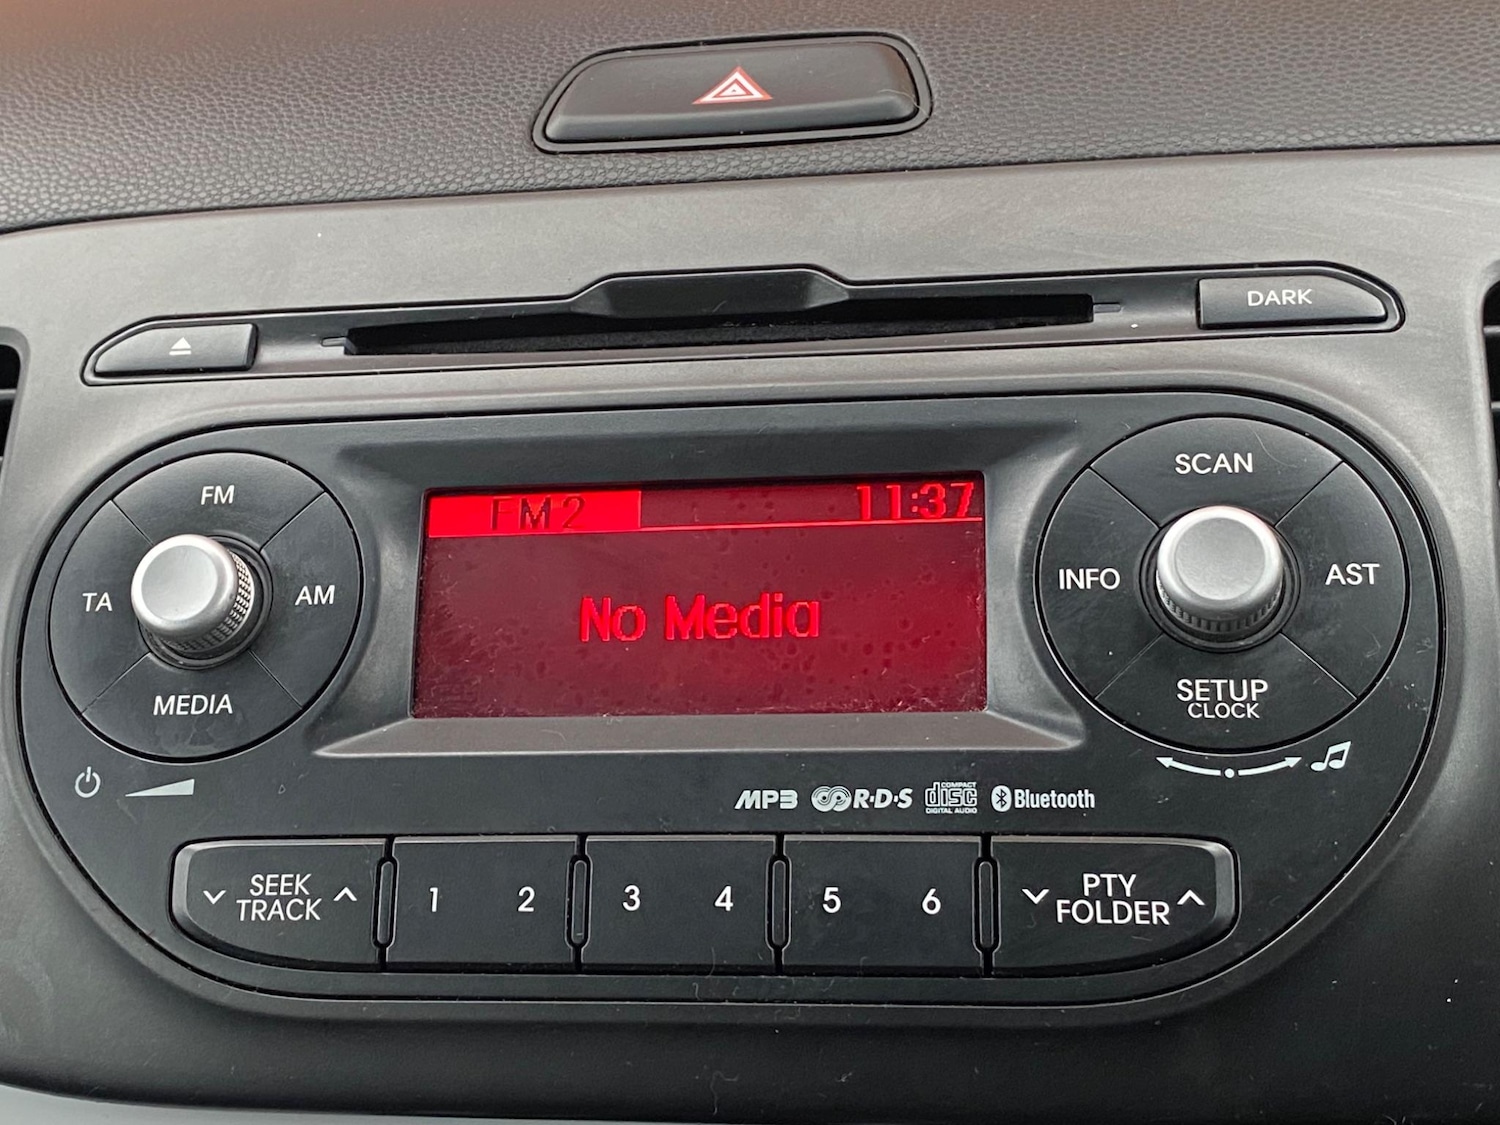 DARK
FM
TA
AM
MEDIA
FM2 11:37
No Media
SCAN
INFO
AST
SETUP
CLOCK
MP3 R·D·S COMPACT disc DIGITAL AUDIO Bluetooth
SEEK
TRACK
1 2 3 4 5 6
PTY
FOLDER